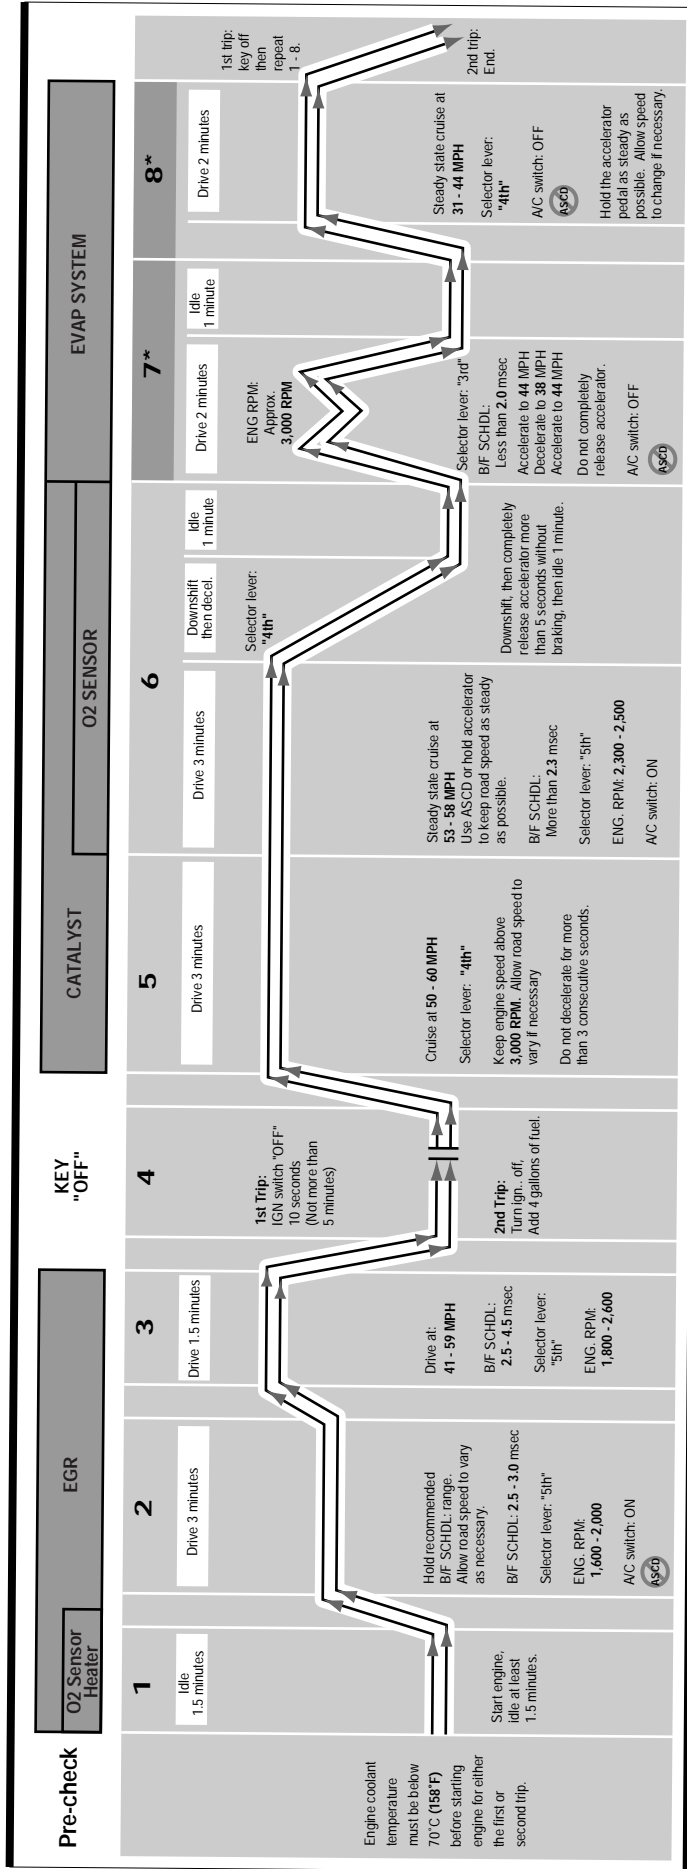 Pre-check
O2 Sensor
Heater
EGR
KEY
"OFF"
CATALYST
O2 SENSOR
EVAP SYSTEM
Engine coolant
temperature
must be below
70˚C (158˚F)
before starting
engine for either
the first or
second trip.
1
Idle
1.5 minutes
Start engine,
idle at least
1.5 minutes.
2
Drive 3 minutes
Hold recommended
B/F SCHDL: range.
Allow road speed to vary
as necessary.
B/F SCHDL: 2.5 - 3.0 msec
Selector lever: "5th"
ENG. RPM:
1,600 - 2,000
A/C switch: ON
ASCD
3
Drive 1.5 minutes
Drive at:
41 - 59 MPH
B/F SCHDL:
2.5 - 4.5 msec
Selector lever:
"5th"
ENG. RPM:
1,800 - 2,600
4
1st Trip:
IGN switch "OFF"
10 seconds
(Not more than
5 minutes)
2nd Trip:
Turn ign.. off,
Add 4 gallons of fuel.
5
Drive 3 minutes
Cruise at 50 - 60 MPH
Selector lever: "4th"
Keep engine speed above
3,000 RPM. Allow road speed to
vary if necessary
Do not decelerate for more
than 3 consecutive seconds.
6
Drive 3 minutes
Steady state cruise at
53 - 58 MPH
Use ASCD or hold accelerator
to keep road speed as steady
as possible.
B/F SCHDL:
More than 2.3 msec
Selector lever: "5th"
ENG. RPM: 2,300 - 2,500
A/C switch: ON
Downshift
then decel.
Selector lever:
"4th"
Idle
1 minute
Downshift, then completely
release accelerator more
than 5 seconds without
braking, then idle 1 minute.
7*
Drive 2 minutes
ENG RPM:
Approx.
3,000 RPM
Selector lever: "3rd"
B/F SCHDL:
Less than 2.0 msec
Accelerate to 44 MPH
Decelerate to 38 MPH
Accelerate to 44 MPH
Do not completely
release accelerator.
A/C switch: OFF
ASCD
Idle
1 minute
8*
Drive 2 minutes
Steady state cruise at
31 - 44 MPH
Selector lever:
"4th"
A/C switch: OFF
ASCD
Hold the accelerator
pedal as steady as
possible. Allow speed
to change if necessary.
1st trip:
key off
then
repeat
1 - 8.
2nd trip:
End.